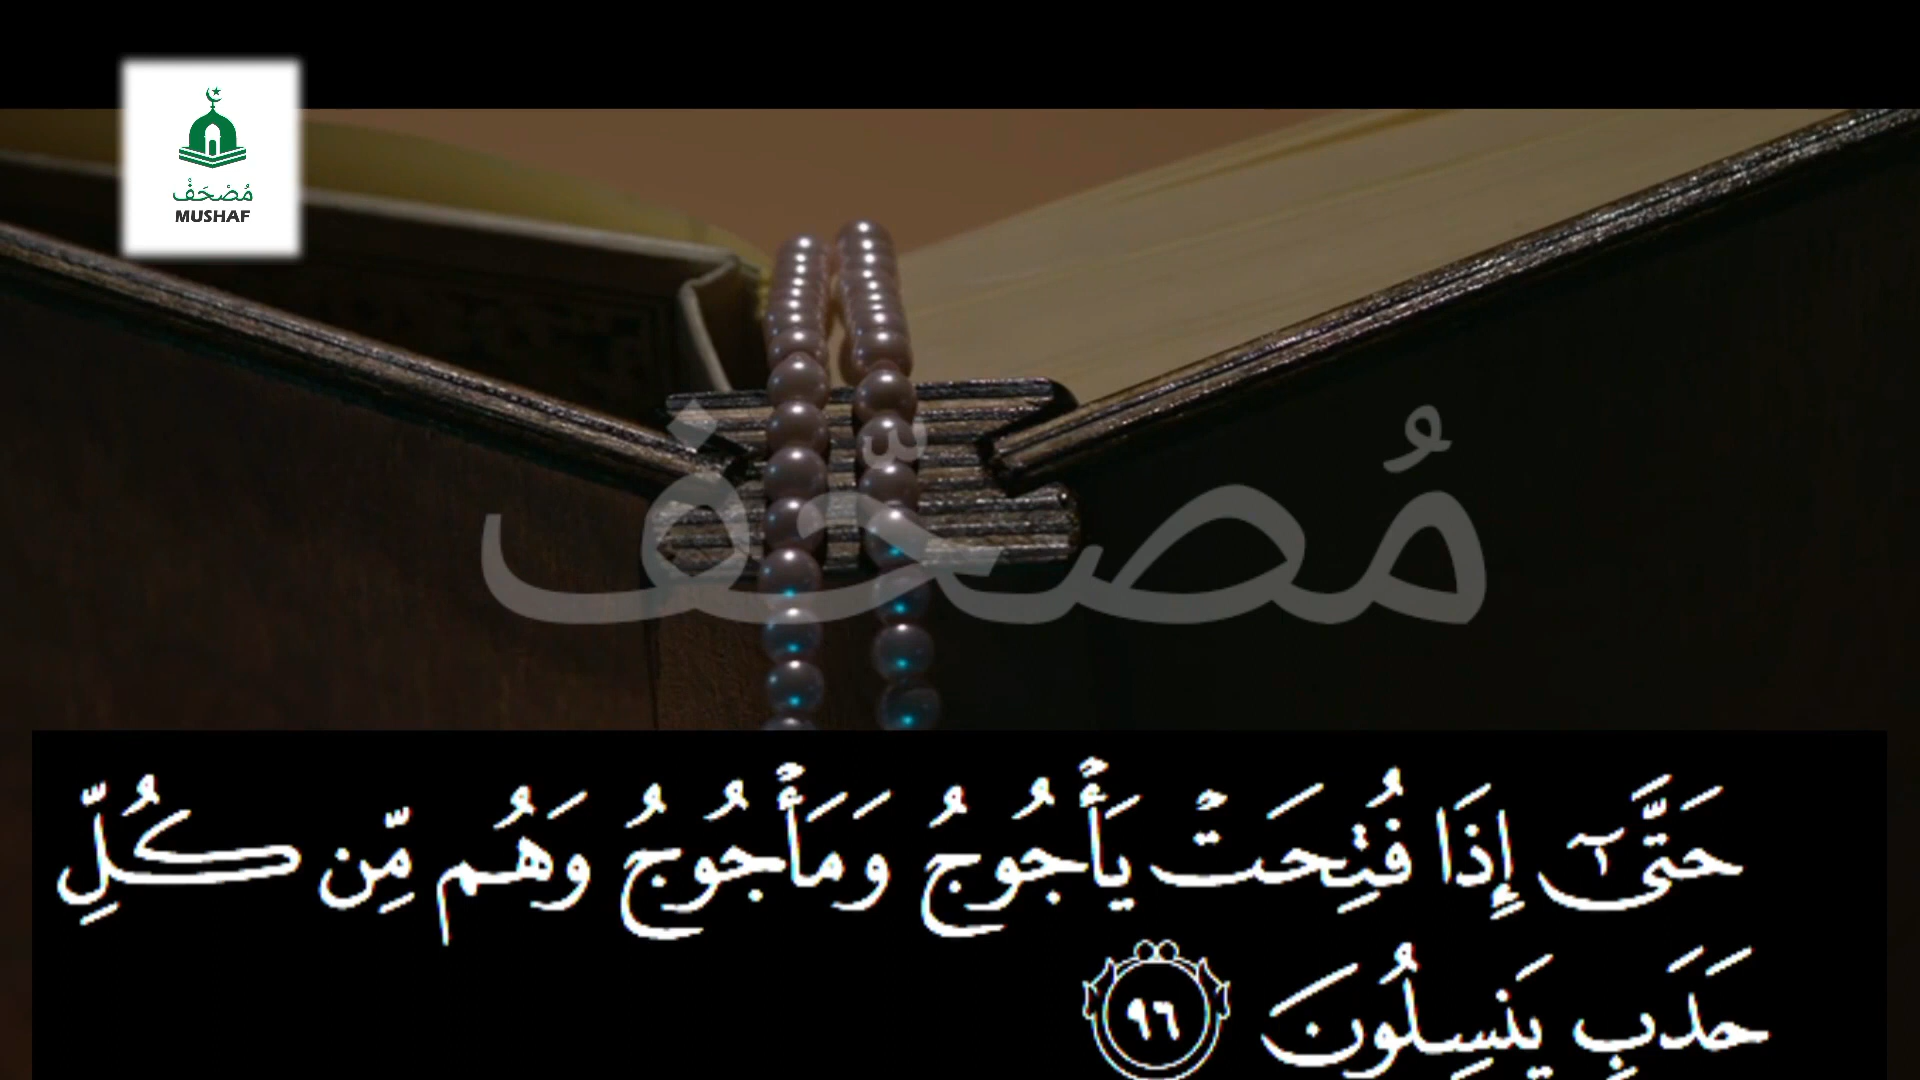 مُصْحَفْ
MUSHAF
مُصحّف
حَتَّىٰٓ إِذَا فُتِحَتْ يَأْجُوجُ وَمَأْجُوجُ وَهُم مِّن كُلِّ
حَدَبٍ يَنسِلُونَ ٩٦